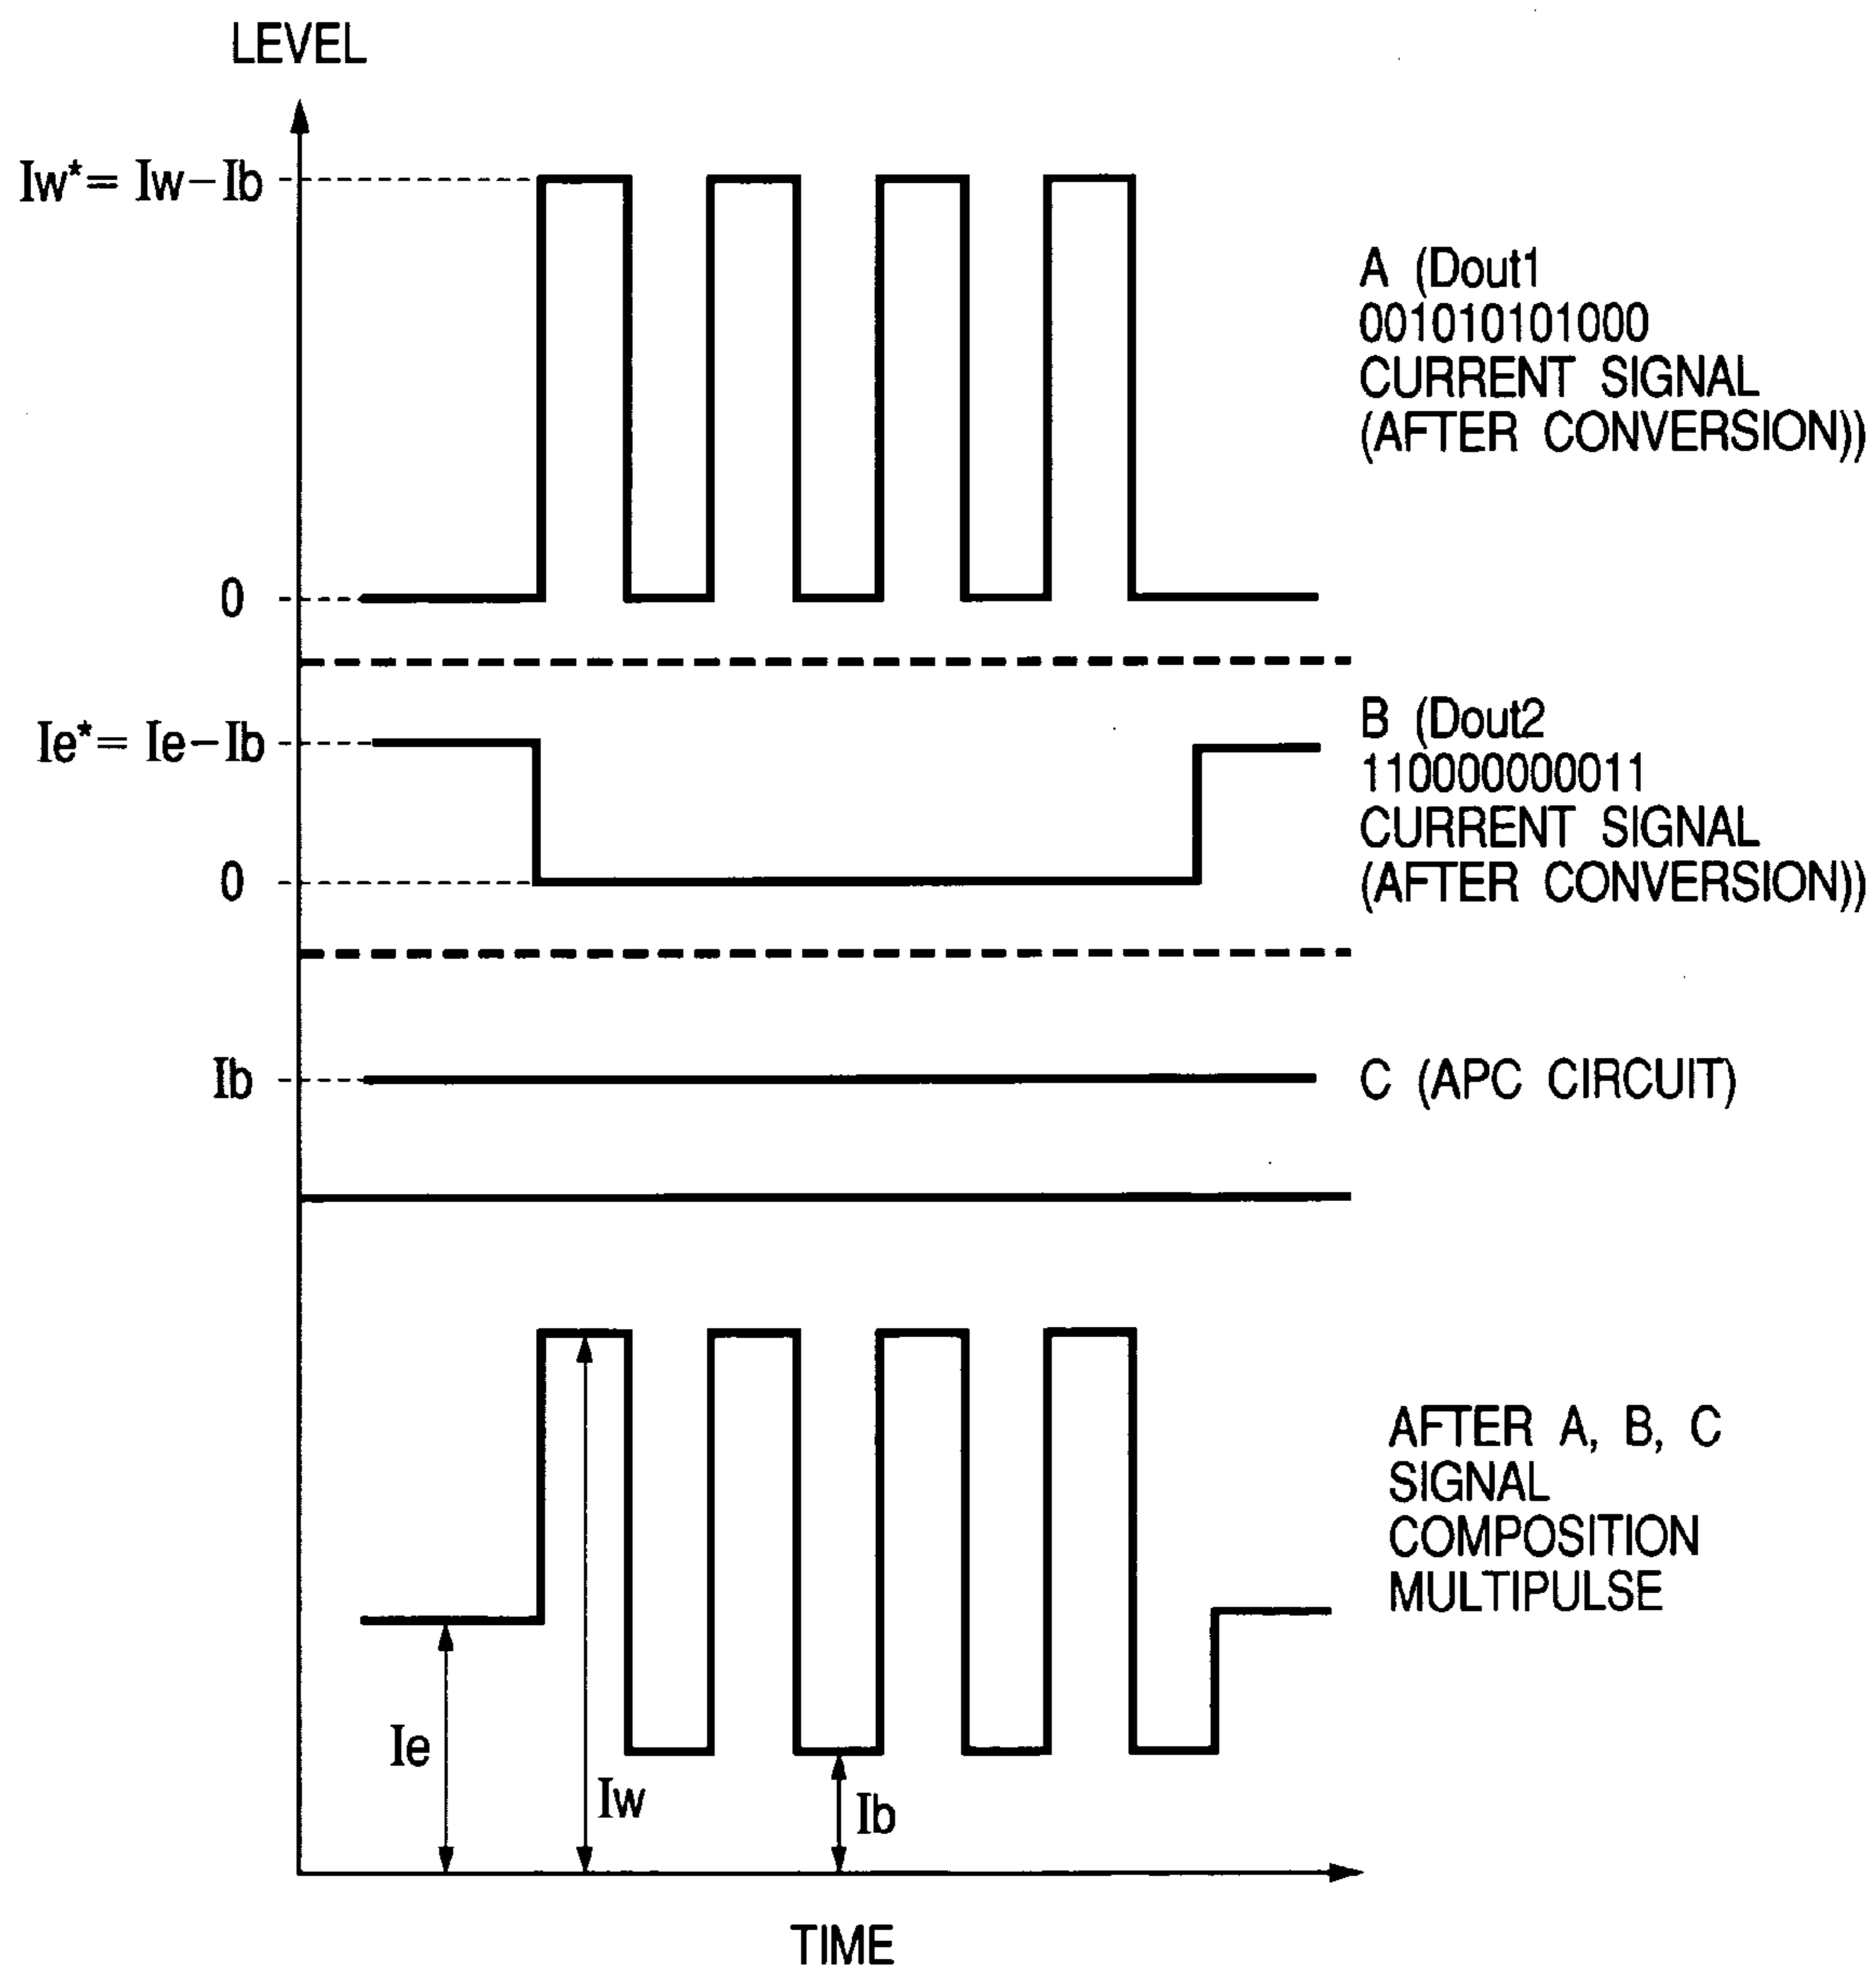 LEVEL
Iw*= Iw−Ib
A (Dout1
001010101000
CURRENT SIGNAL
(AFTER CONVERSION))
0
Ie*= Ie−Ib
B (Dout2
110000000011
CURRENT SIGNAL
(AFTER CONVERSION))
0
Ib
C (APC CIRCUIT)
AFTER A, B, C
SIGNAL
COMPOSITION
MULTIPULSE
Ie
Iw
Ib
TIME